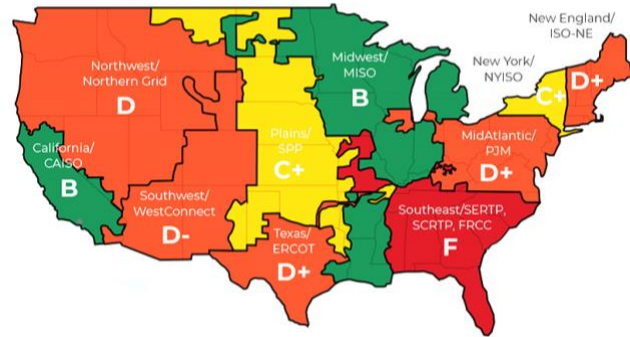 New England/
ISO-NE
D+
New York/
NYISO
C+
Northwest/
Northern Grid
D
Midwest/
MISO
B
California/
CAISO
B
Plains/
SPP
C+
MidAtlantic/
PJM
D+
Southwest/
WestConnect
D-
Texas/
ERCOT
D+
Southeast/SERTP,
SCRTP, FRCC
F